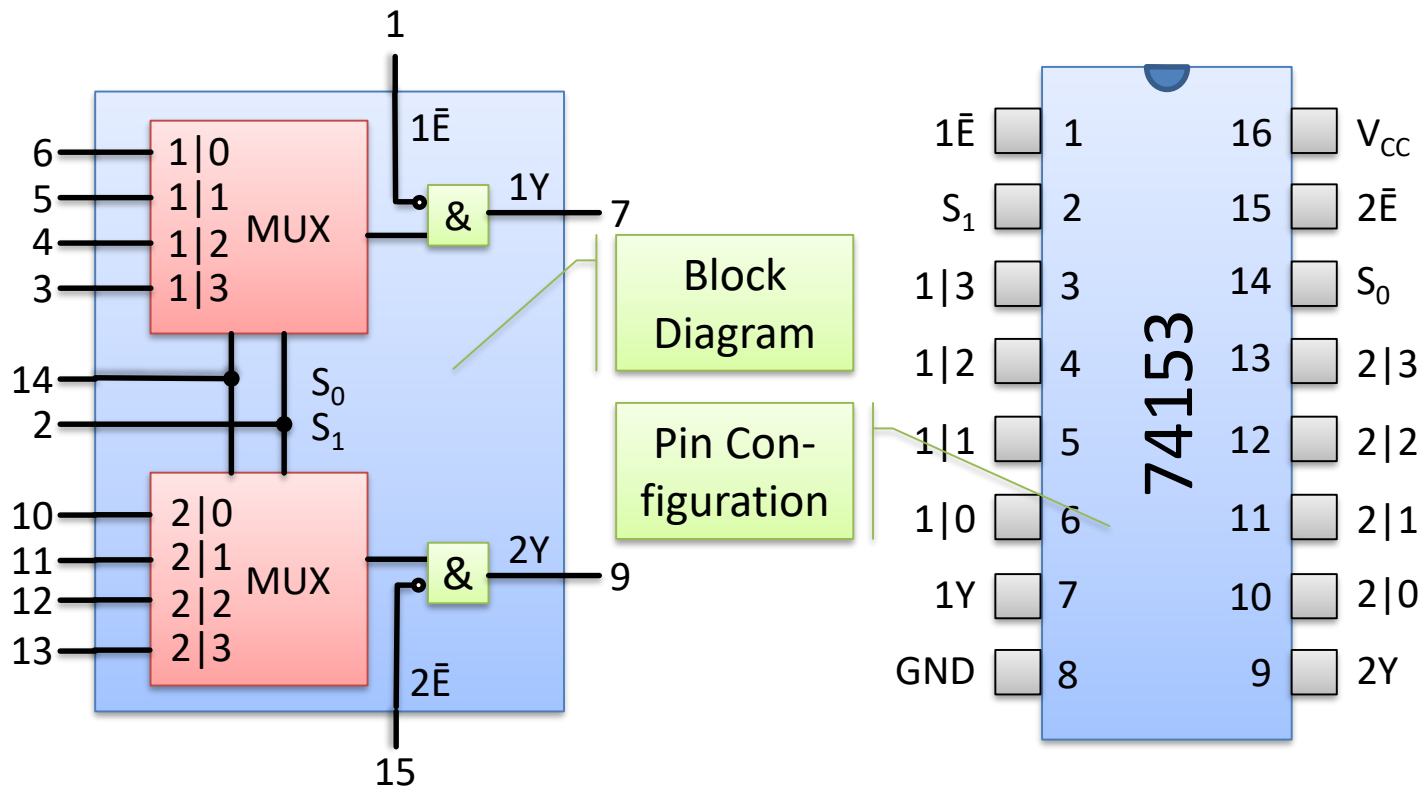 1
1Ē
6
1|0
5
1|1
4
1|2
3
1|3
MUX
&
1Y
7
14
S₀
2
S₁
10
2|0
11
2|1
12
2|2
13
2|3
MUX
&
2Y
9
2Ē
15
Block
Diagram
Pin Con-
figuration
74153
1Ē 1 16 V_CC
S₁ 2 15 2Ē
1|3 3 14 S₀
1|2 4 13 2|3
1|1 5 12 2|2
1|0 6 11 2|1
1Y 7 10 2|0
GND 8 9 2Y